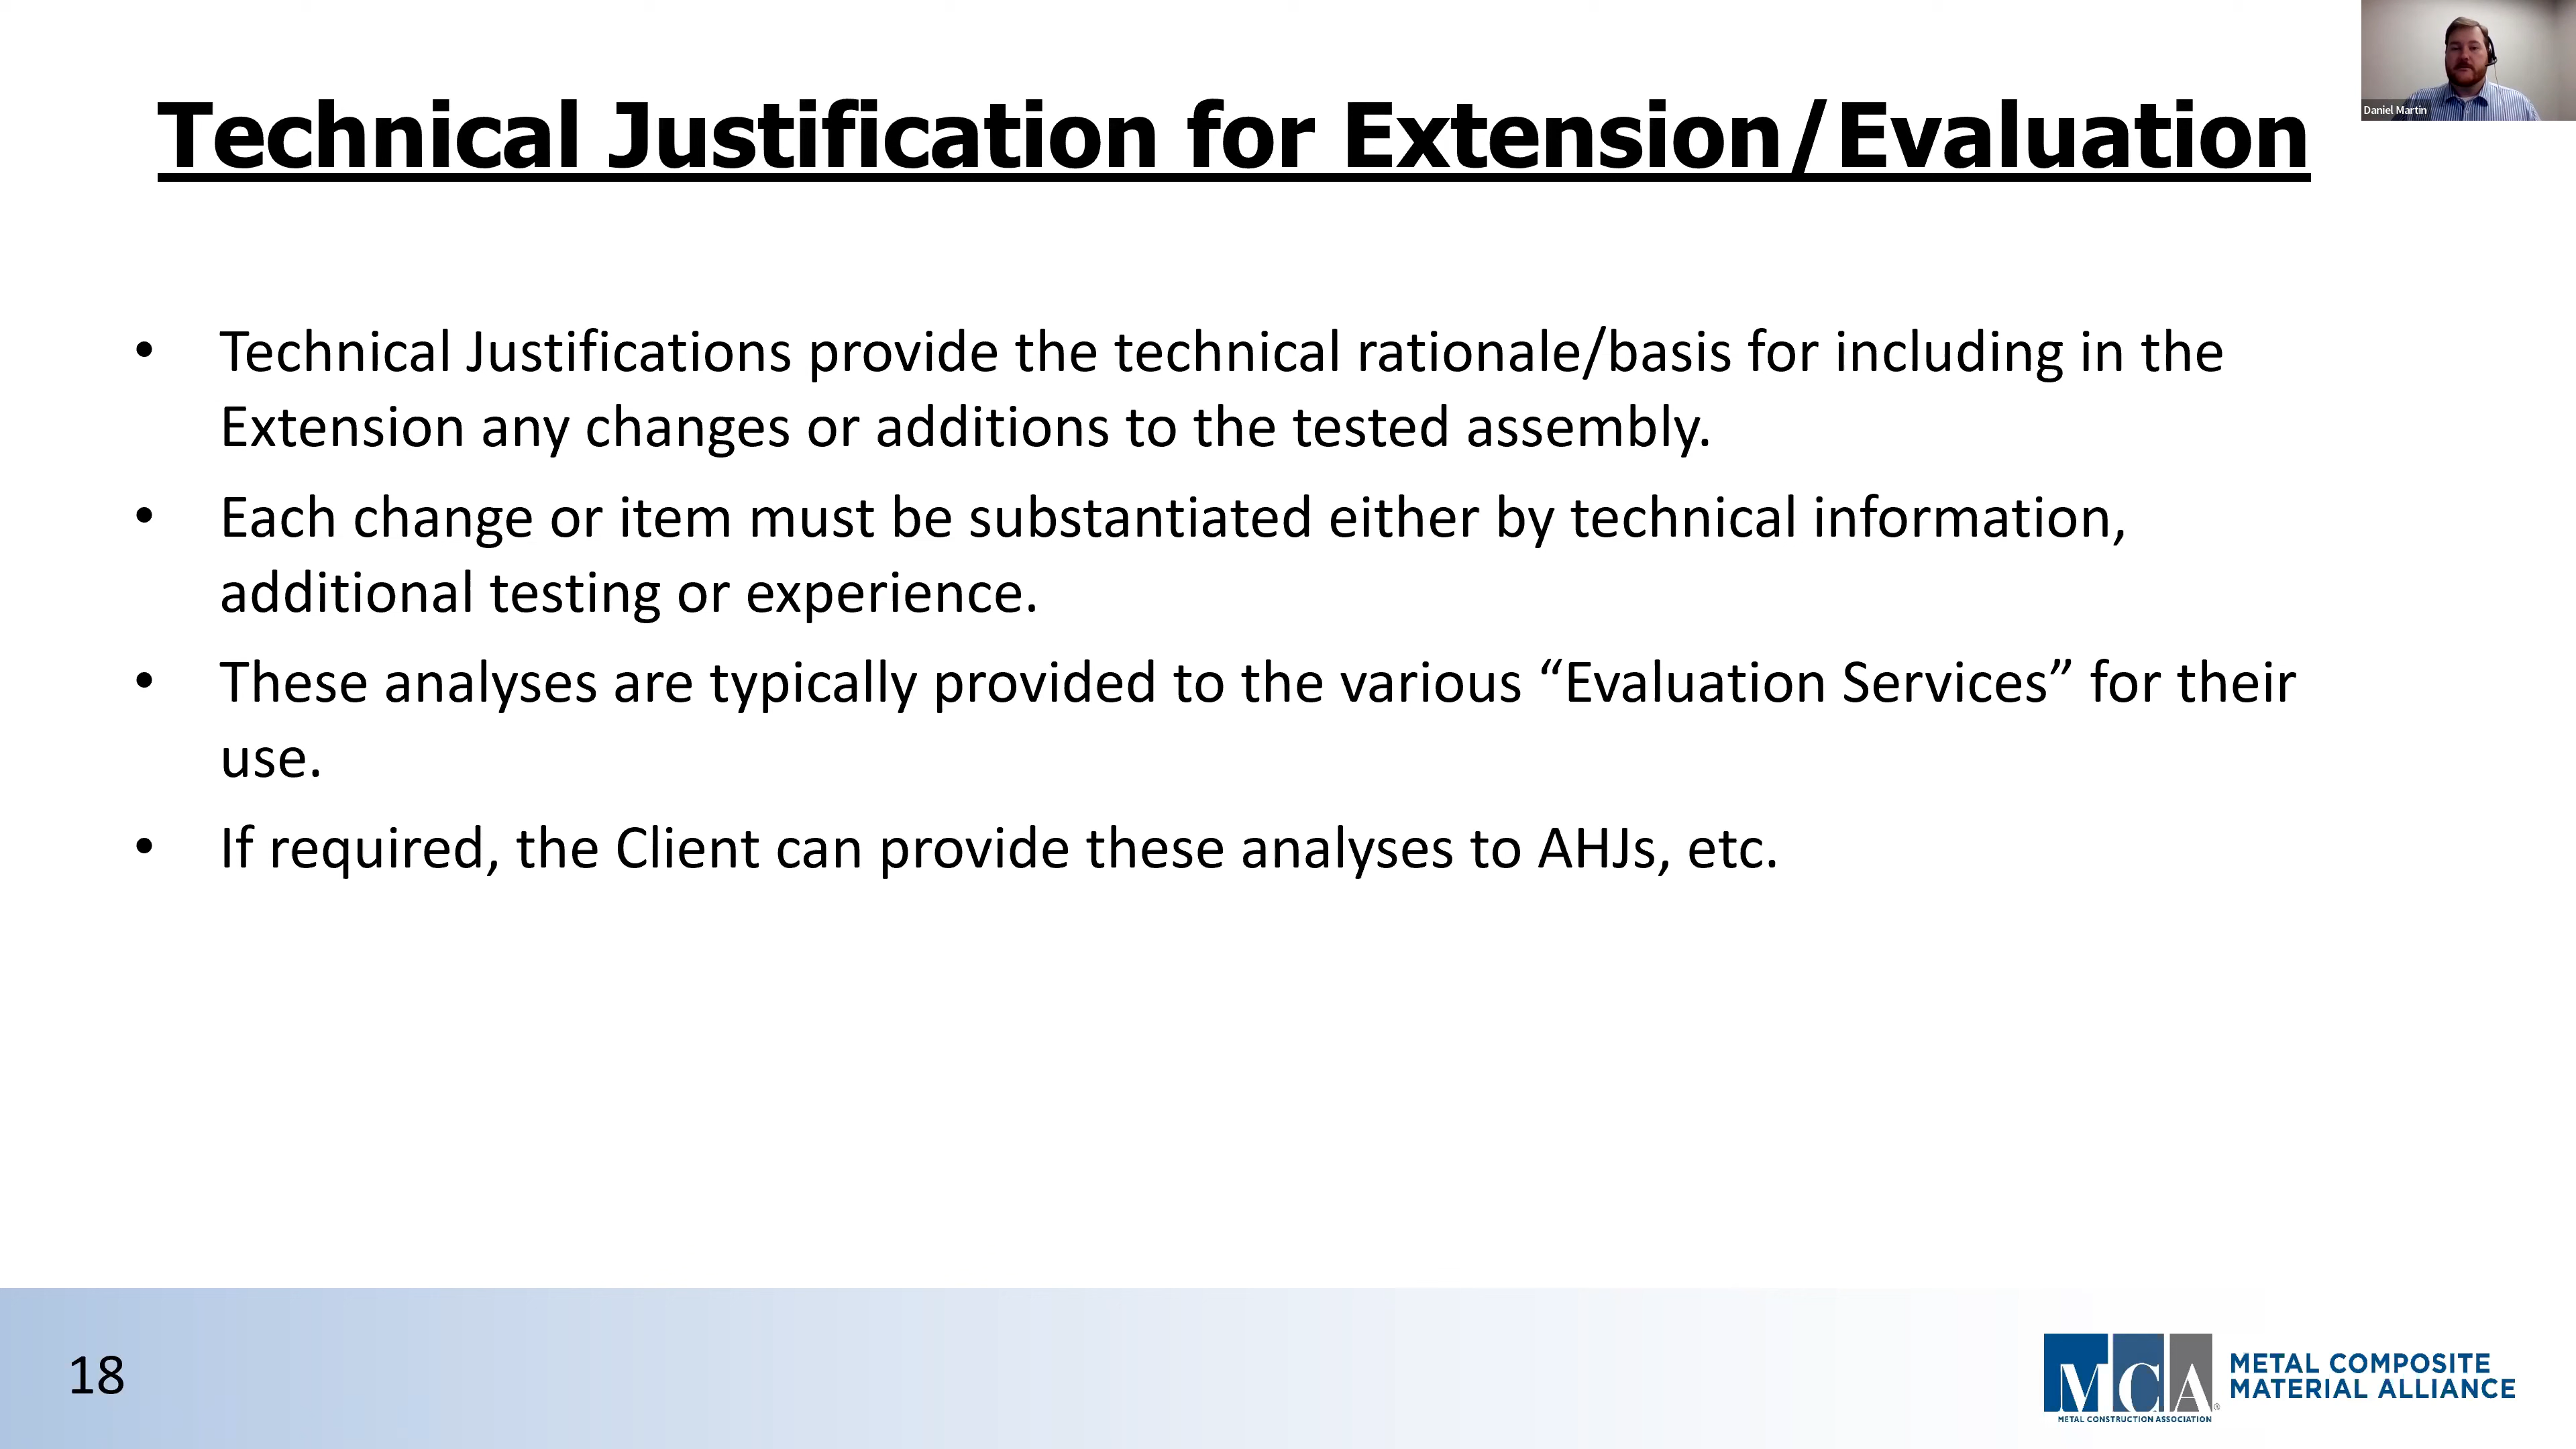 Daniel Martin
Technical Justification for Extension/Evaluation
• Technical Justifications provide the technical rationale/basis for including in the
Extension any changes or additions to the tested assembly.
• Each change or item must be substantiated either by technical information,
additional testing or experience.
• These analyses are typically provided to the various “Evaluation Services” for their
use.
• If required, the Client can provide these analyses to AHJs, etc.
18
MCA®
METAL CONSTRUCTION ASSOCIATION
METAL COMPOSITE
MATERIAL ALLIANCE